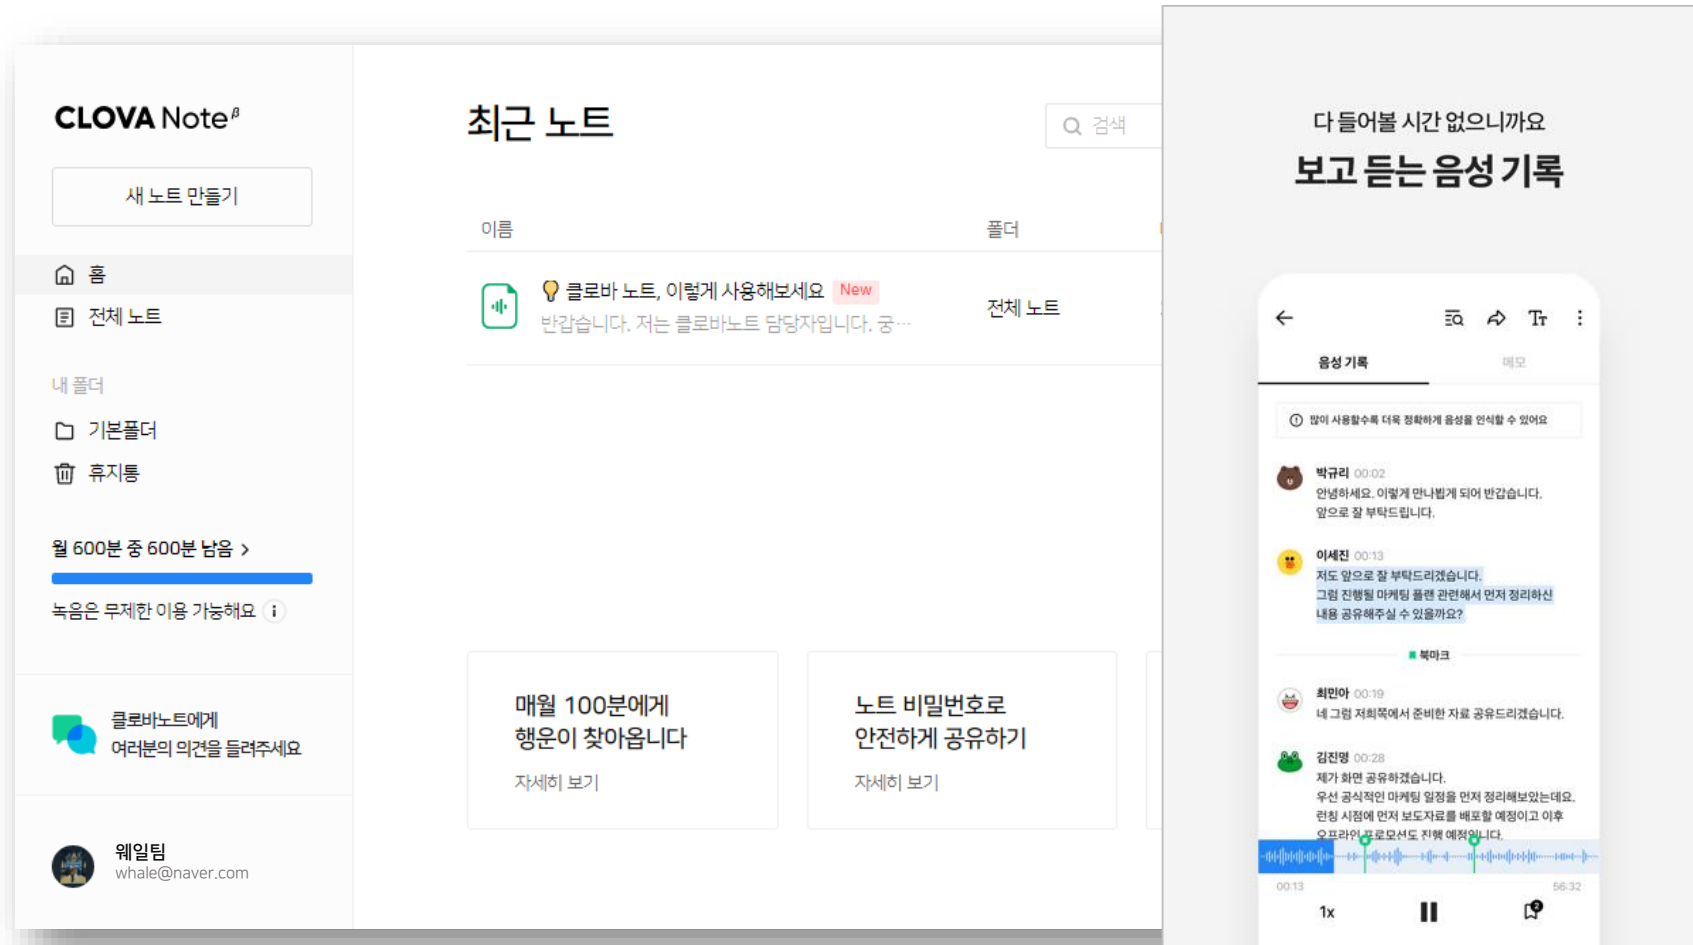 CLOVA Note β
새 노트 만들기
홈
전체 노트
내 폴더
기본폴더
휴지통
월 600분 중 600분 남음 >
녹음은 무제한 이용 가능해요 i
클로바노트에게
여러분의 의견을 들려주세요
웨일팀
whale@naver.com
최근 노트
검색
이름 폴더
클로바 노트, 이렇게 사용해보세요 New
반갑습니다. 저는 클로바노트 담당자입니다. 궁…
전체 노트
매월 100분에게
행운이 찾아옵니다
자세히 보기
노트 비밀번호로
안전하게 공유하기
자세히 보기
다 들어볼 시간 없으니까요
보고 듣는 음성 기록
음성 기록 메모
많이 사용할수록 더욱 정확하게 음성을 인식할 수 있어요
박규리 00:02
안녕하세요. 이렇게 만나뵙게 되어 반갑습니다.
앞으로 잘 부탁드립니다.
이세진 00:13
저도 앞으로 잘 부탁드리겠습니다.
그럼 진행될 마케팅 플랜 관련해서 먼저 정리하신
내용 공유해주실 수 있을까요?
북마크
최민아 00:19
네 그럼 저희쪽에서 준비한 자료 공유드리겠습니다.
김진명 00:28
제가 화면 공유하겠습니다.
우선 공식적인 마케팅 일정을 먼저 정리해보았는데요.
런칭 시점에 먼저 보도자료를 배포할 예정이고 이후
오프라인 프로모션도 진행 예정입니다.
00:13 56:32
1x
2